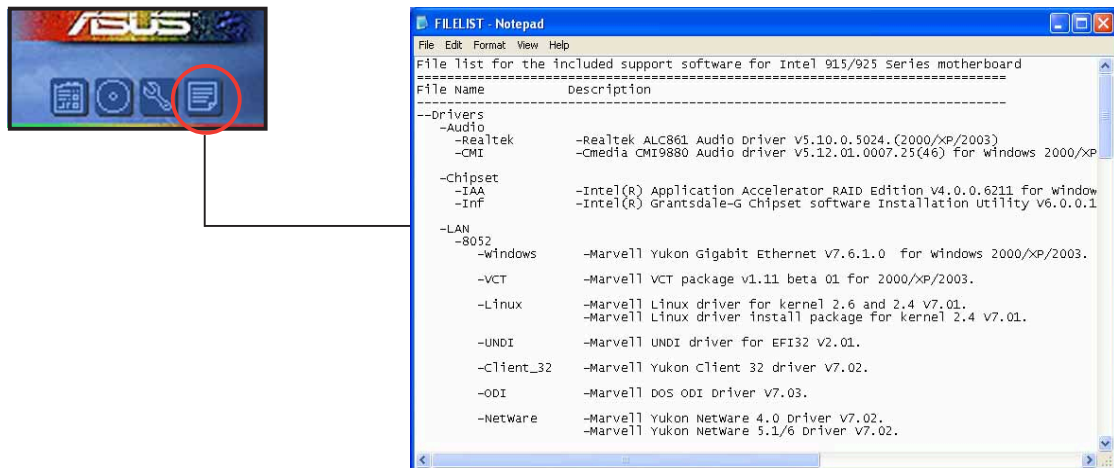 ASUS
FILELIST - Notepad
File Edit Format View Help
File list for the included support software for Intel 915/925 Series motherboard
================================================================================
File Name Description
--------------------------------------------------------------------------------
--Drivers
-Audio
-Realtek -Realtek ALC861 Audio Driver V5.10.0.5024.(2000/XP/2003)
-CMI -Cmedia CMI9880 Audio driver V5.12.01.0007.25(46) for Windows 2000/XP
-Chipset
-IAA -Intel(R) Application Accelerator RAID Edition V4.0.0.6211 for Window
-Inf -Intel(R) Grantsdale-G Chipset software Installation Utility V6.0.0.1
-LAN
-8052
-Windows -Marvell Yukon Gigabit Ethernet V7.6.1.0 for Windows 2000/XP/2003.
-VCT -Marvell VCT package v1.11 beta 01 for 2000/XP/2003.
-Linux -Marvell Linux driver for kernel 2.6 and 2.4 V7.01.
-Marvell Linux driver install package for kernel 2.4 V7.01.
-UNDI -Marvell UNDI driver for EFI32 V2.01.
-Client_32 -Marvell Yukon Client 32 driver V7.02.
-ODI -Marvell DOS ODI Driver V7.03.
-NetWare -Marvell Yukon NetWare 4.0 Driver V7.02.
-Marvell Yukon NetWare 5.1/6 Driver V7.02.